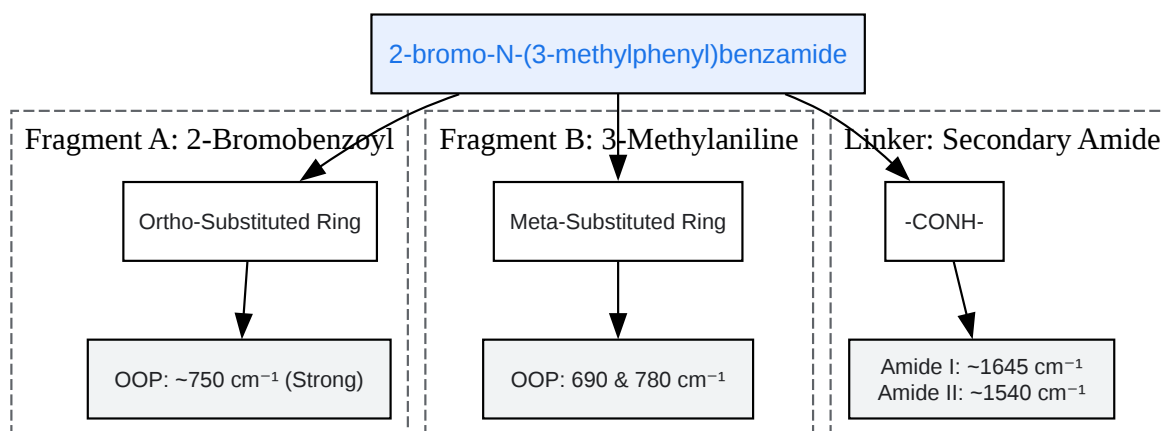 2-bromo-N-(3-methylphenyl)benzamide
Fragment A: 2-Bromobenzoyl
Fragment B: 3-Methylaniline
Linker: Secondary Amide
Ortho-Substituted Ring
Meta-Substituted Ring
-CONH-
OOP: ~750 cm⁻¹ (Strong)
OOP: 690 & 780 cm⁻¹
Amide I: ~1645 cm⁻¹
Amide II: ~1540 cm⁻¹